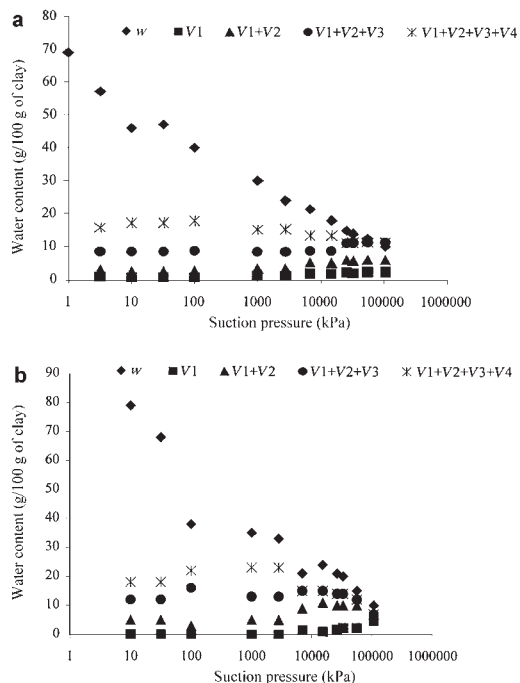 a
80
w V1 V1+V2 V1+V2+V3 V1+V2+V3+V4
70
60
50
40
30
20
10
0
1 10 100 1000 10000 100000 1000000
Water content (g/100 g of clay)
Suction pressure (kPa)
b
90
w V1 V1+V2 V1+V2+V3 V1+V2+V3+V4
80
70
60
50
40
30
20
10
0
1 10 100 1000 10000 100000 1000000
Water content (g/100 g of clay)
Suction pressure (kPa)